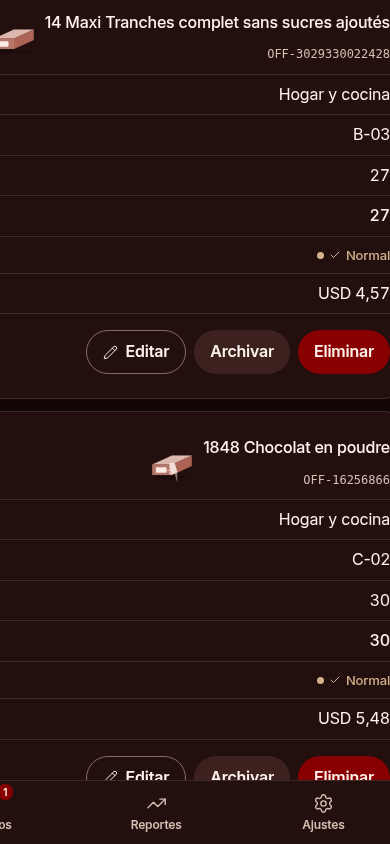 14 Maxi Tranches complet sans sucres ajoutés
OFF-3029330022428
Hogar y cocina
B-03
27
27
Normal
USD 4,57
Editar Archivar Eliminar
1848 Chocolat en poudre
OFF-16256866
Hogar y cocina
C-02
30
30
Normal
USD 5,48
Editar Archivar Eliminar
1
os Reportes Ajustes